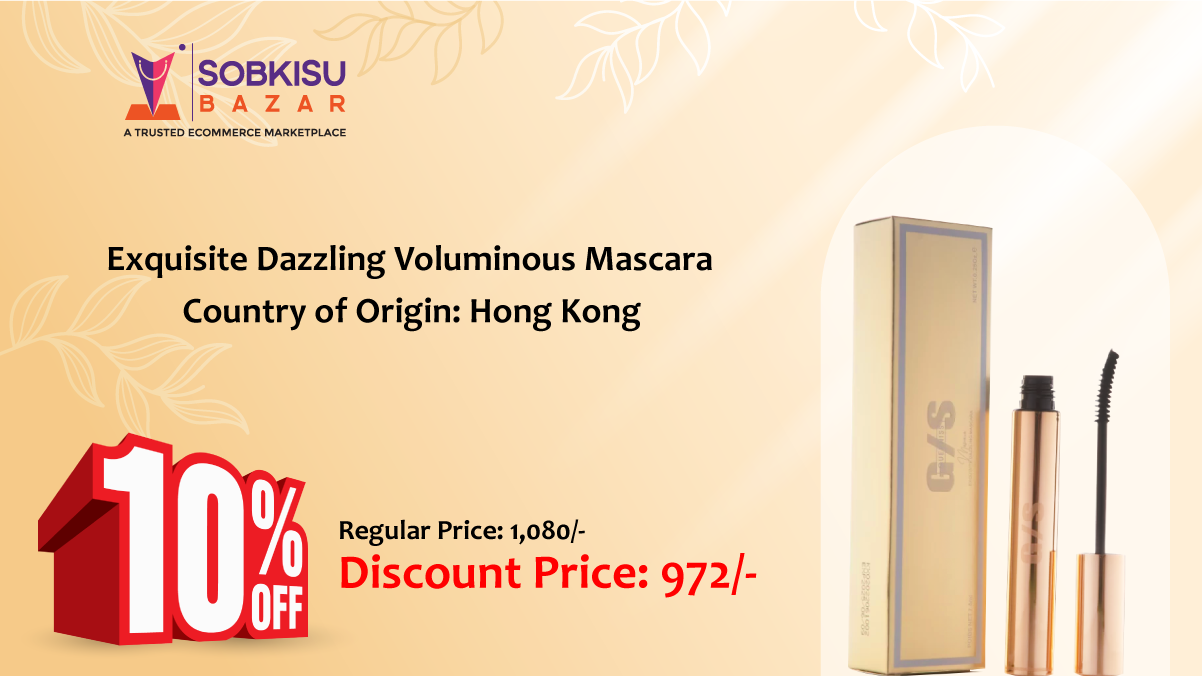 SOBKISU
BAZAR
A TRUSTED ECOMMERCE MARKETPLACE
Exquisite Dazzling Voluminous Mascara
Country of Origin: Hong Kong
10%
OFF
Regular Price: 1,080/-
Discount Price: 972/-
G/S
G/S